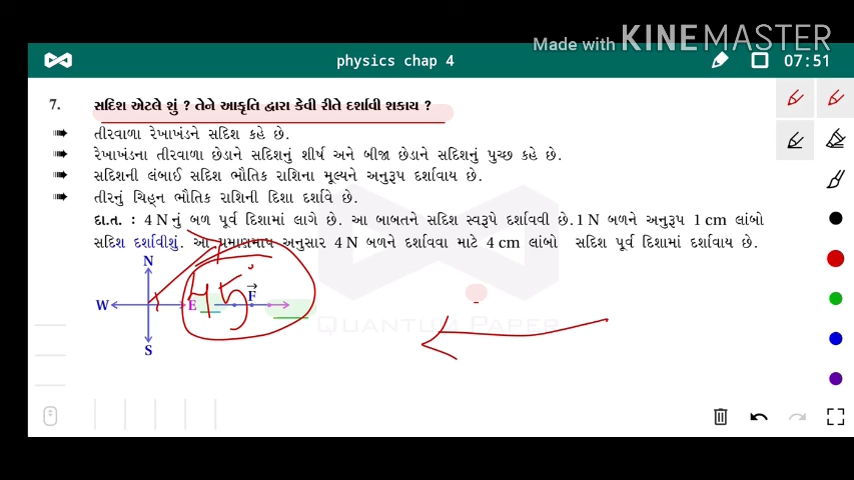 Made with KINEMASTER
physics chap 4
07:51
7. સદિશ એટલે શું ? તેને આકૃતિ દ્વારા કેવી રીતે દર્શાવી શકાય ?
તીરવાળા રેખાખંડને સદિશ કહે છે.
રેખાખંડના તીરવાળા છેડાને સદિશનું શીર્ષ અને બીજા છેડાને સદિશનું પુચ્છ કહે છે.
સદિશની લંબાઈ સદિશ ભૌતિક રાશિના મૂલ્યને અનુરૂપ દર્શાવાય છે.
તીરનું ચિહ્ન ભૌતિક રાશિની દિશા દર્શાવે છે.
દા.ત. : 4 N નું બળ પૂર્વ દિશામાં લાગે છે. આ બાબતને સદિશ સ્વરૂપે દર્શાવવી છે. 1 N બળને અનુરૂપ 1 cm લાંબો
સદિશ દર્શાવીશું. આ પ્રમાણમાપ અનુસાર 4 N બળને દર્શાવવા માટે 4 cm લાંબો સદિશ પૂર્વ દિશામાં દર્શાવાય છે.
N
45°
W E F⃗
S
QUANTUM PAPER